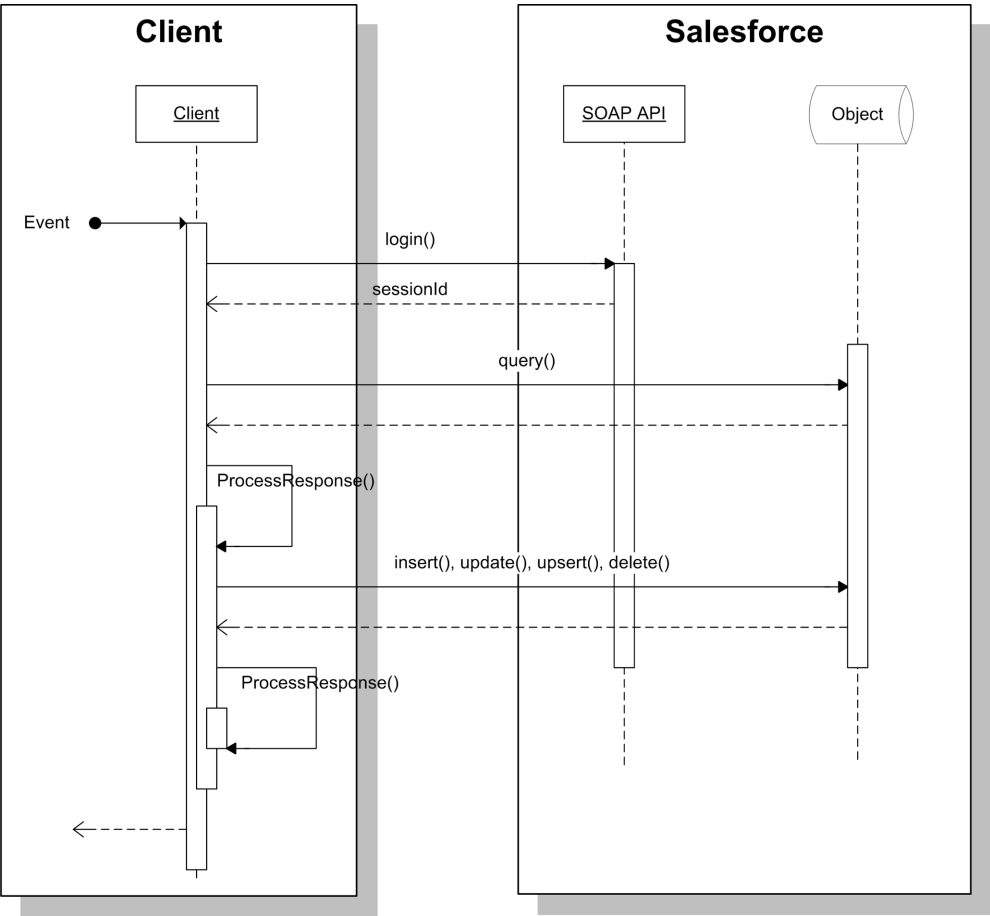 Client
Salesforce
Client
SOAP API
Object
Event
login()
sessionId
query()
ProcessResponse()
insert(), update(), upsert(), delete()
ProcessResponse()